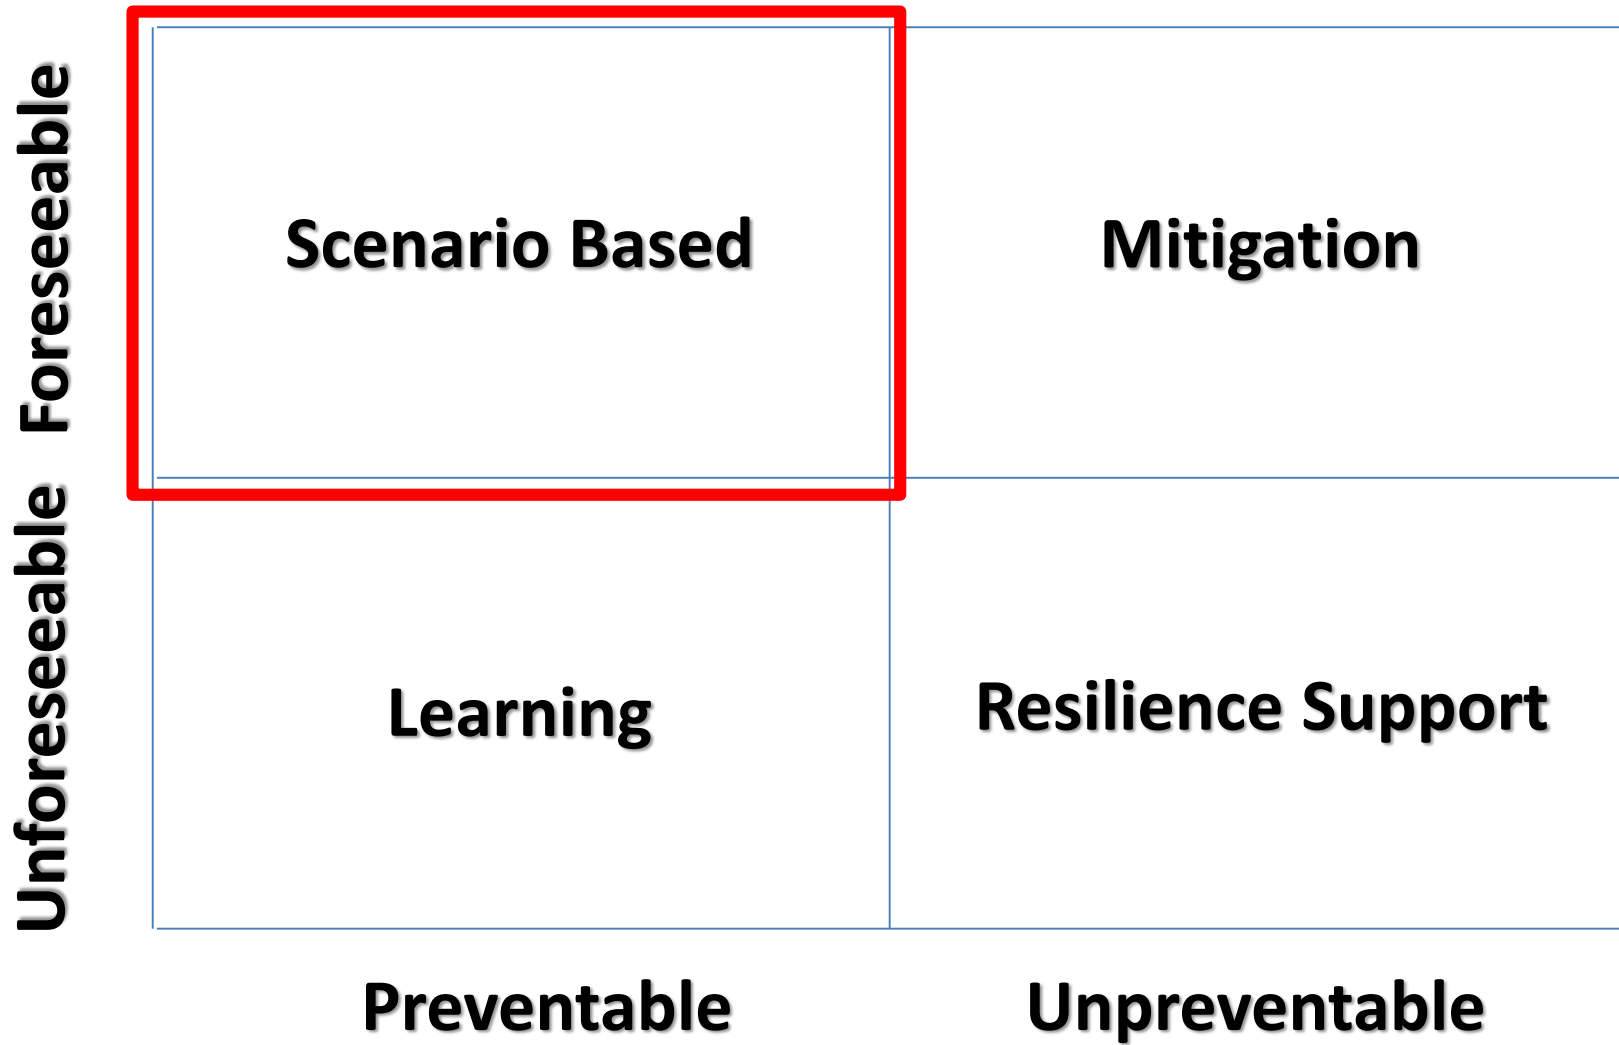 Foreseeable
Scenario Based
Mitigation
Unforeseeable
Learning
Resilience Support
Preventable
Unpreventable